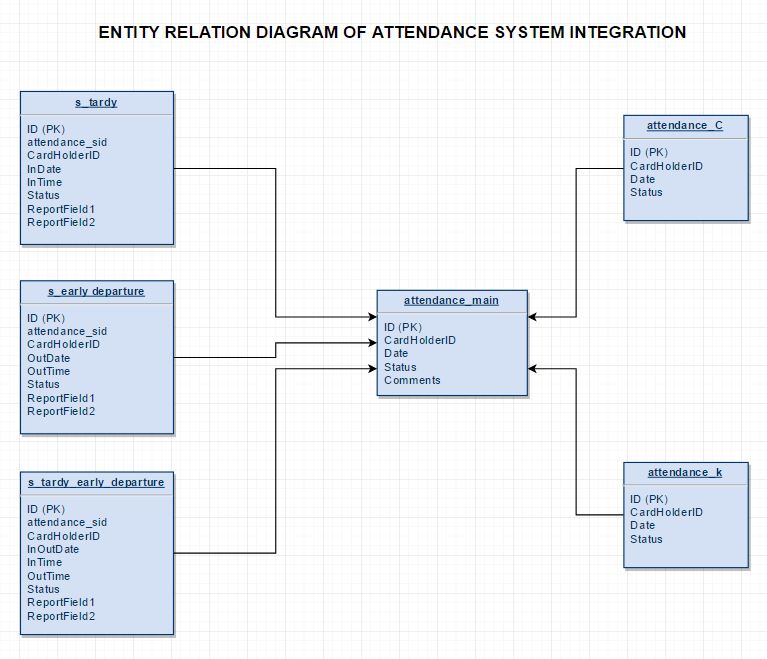 ENTITY RELATION DIAGRAM OF ATTENDANCE SYSTEM INTEGRATION
s_tardy
ID (PK)
attendance_sid
CardHolderID
InDate
InTime
Status
ReportField1
ReportField2
s_early departure
ID (PK)
attendance_sid
CardHolderID
OutDate
OutTime
Status
ReportField1
ReportField2
s_tardy_early_departure
ID (PK)
attendance_sid
CardHolderID
InOutDate
InTime
OutTime
Status
ReportField1
ReportField2
attendance_main
ID (PK)
CardHolderID
Date
Status
Comments
attendance_C
ID (PK)
CardHolderID
Date
Status
attendance_k
ID (PK)
CardHolderID
Date
Status